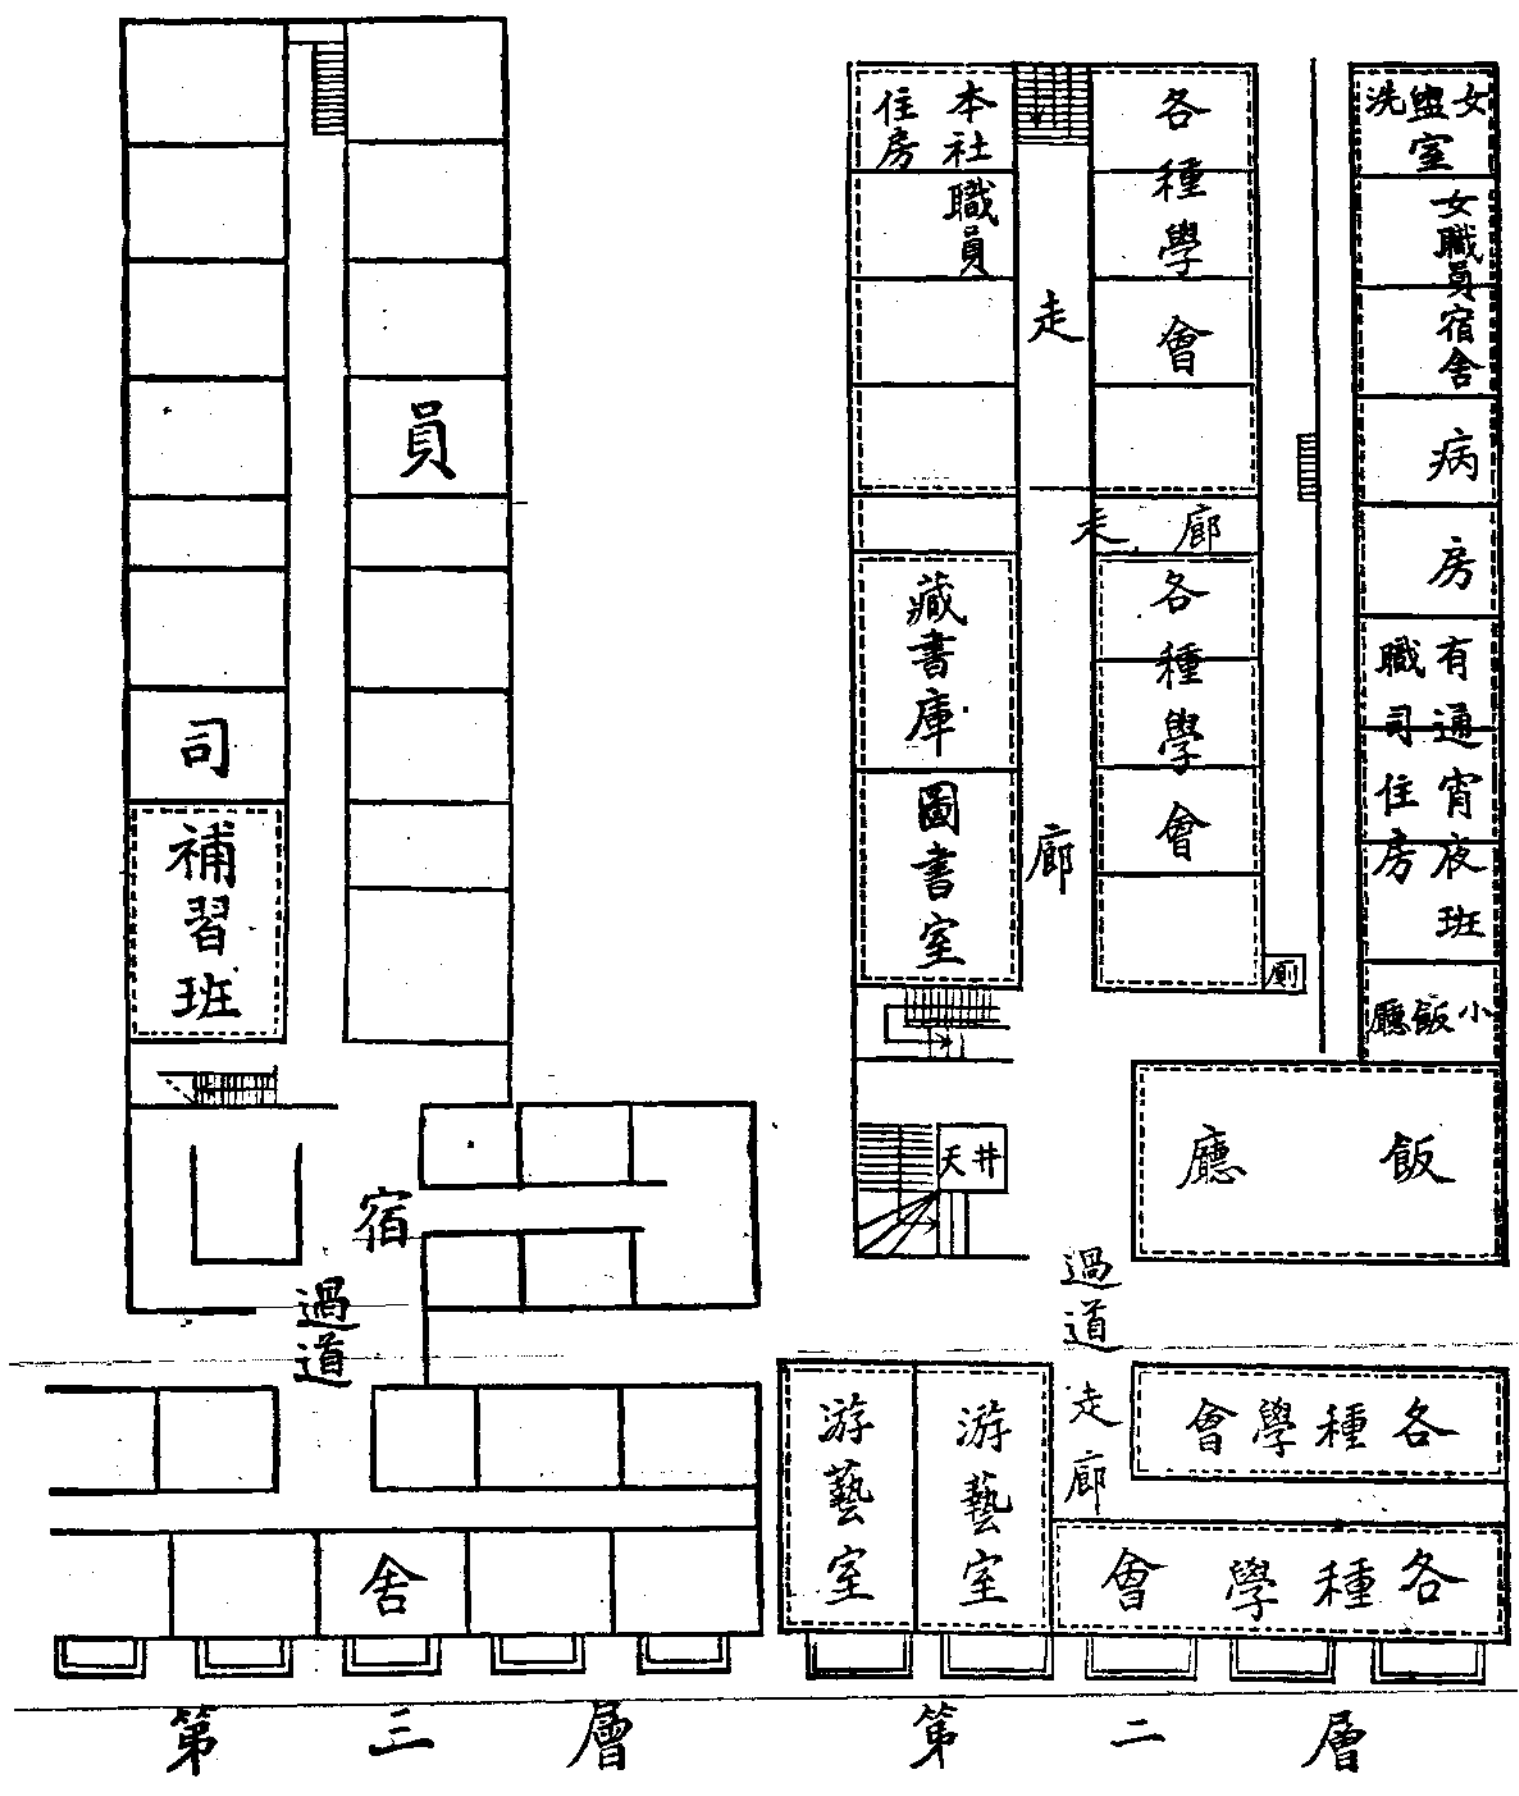 本社
職員
住房
各種學會
女盥洗
室
女職員宿舍
走廊
走廊
病房
藏書庫
各種學會
有通宵夜班
職司住房
圖書室
廁
小飯廳
天井
飯廳
過道
走廊
游藝室
游藝室
各種學會
各種學會
第二層
員
司
補習班
宿
過道
舍
第三層